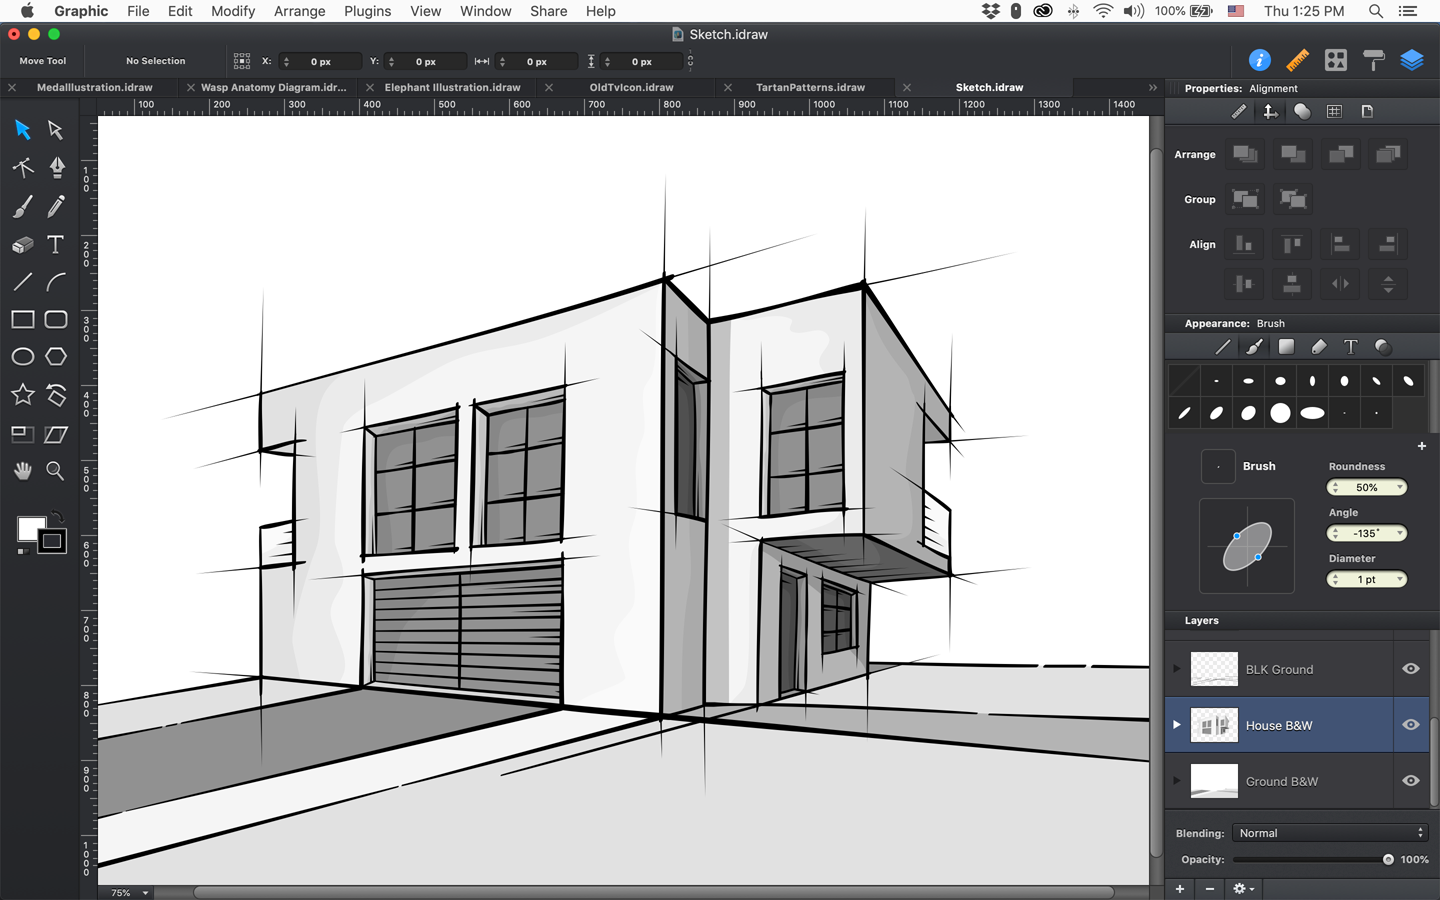 Graphic File Edit Modify Arrange Plugins View Window Share Help 100% Thu 1:25 PM
Sketch.idraw
Move Tool No Selection X: 0 px Y: 0 px 0 px 0 px
MedalIllustration.idraw Wasp Anatomy Diagram.idr... Elephant Illustration.idraw OldTvIcon.idraw TartanPatterns.idraw Sketch.idraw
Properties: Alignment
100 200 300 400 500 600 700 800 900 1000 1100 1200 1300 1400
100
200
300
400
500
600
700
800
900
1000
Arrange
Group
Align
Appearance: Brush
T
Brush
Roundness
50%
Angle
-135°
Diameter
1 pt
Layers
BLK Ground
House B&W
Ground B&W
Blending: Normal
Opacity: 100%
75%